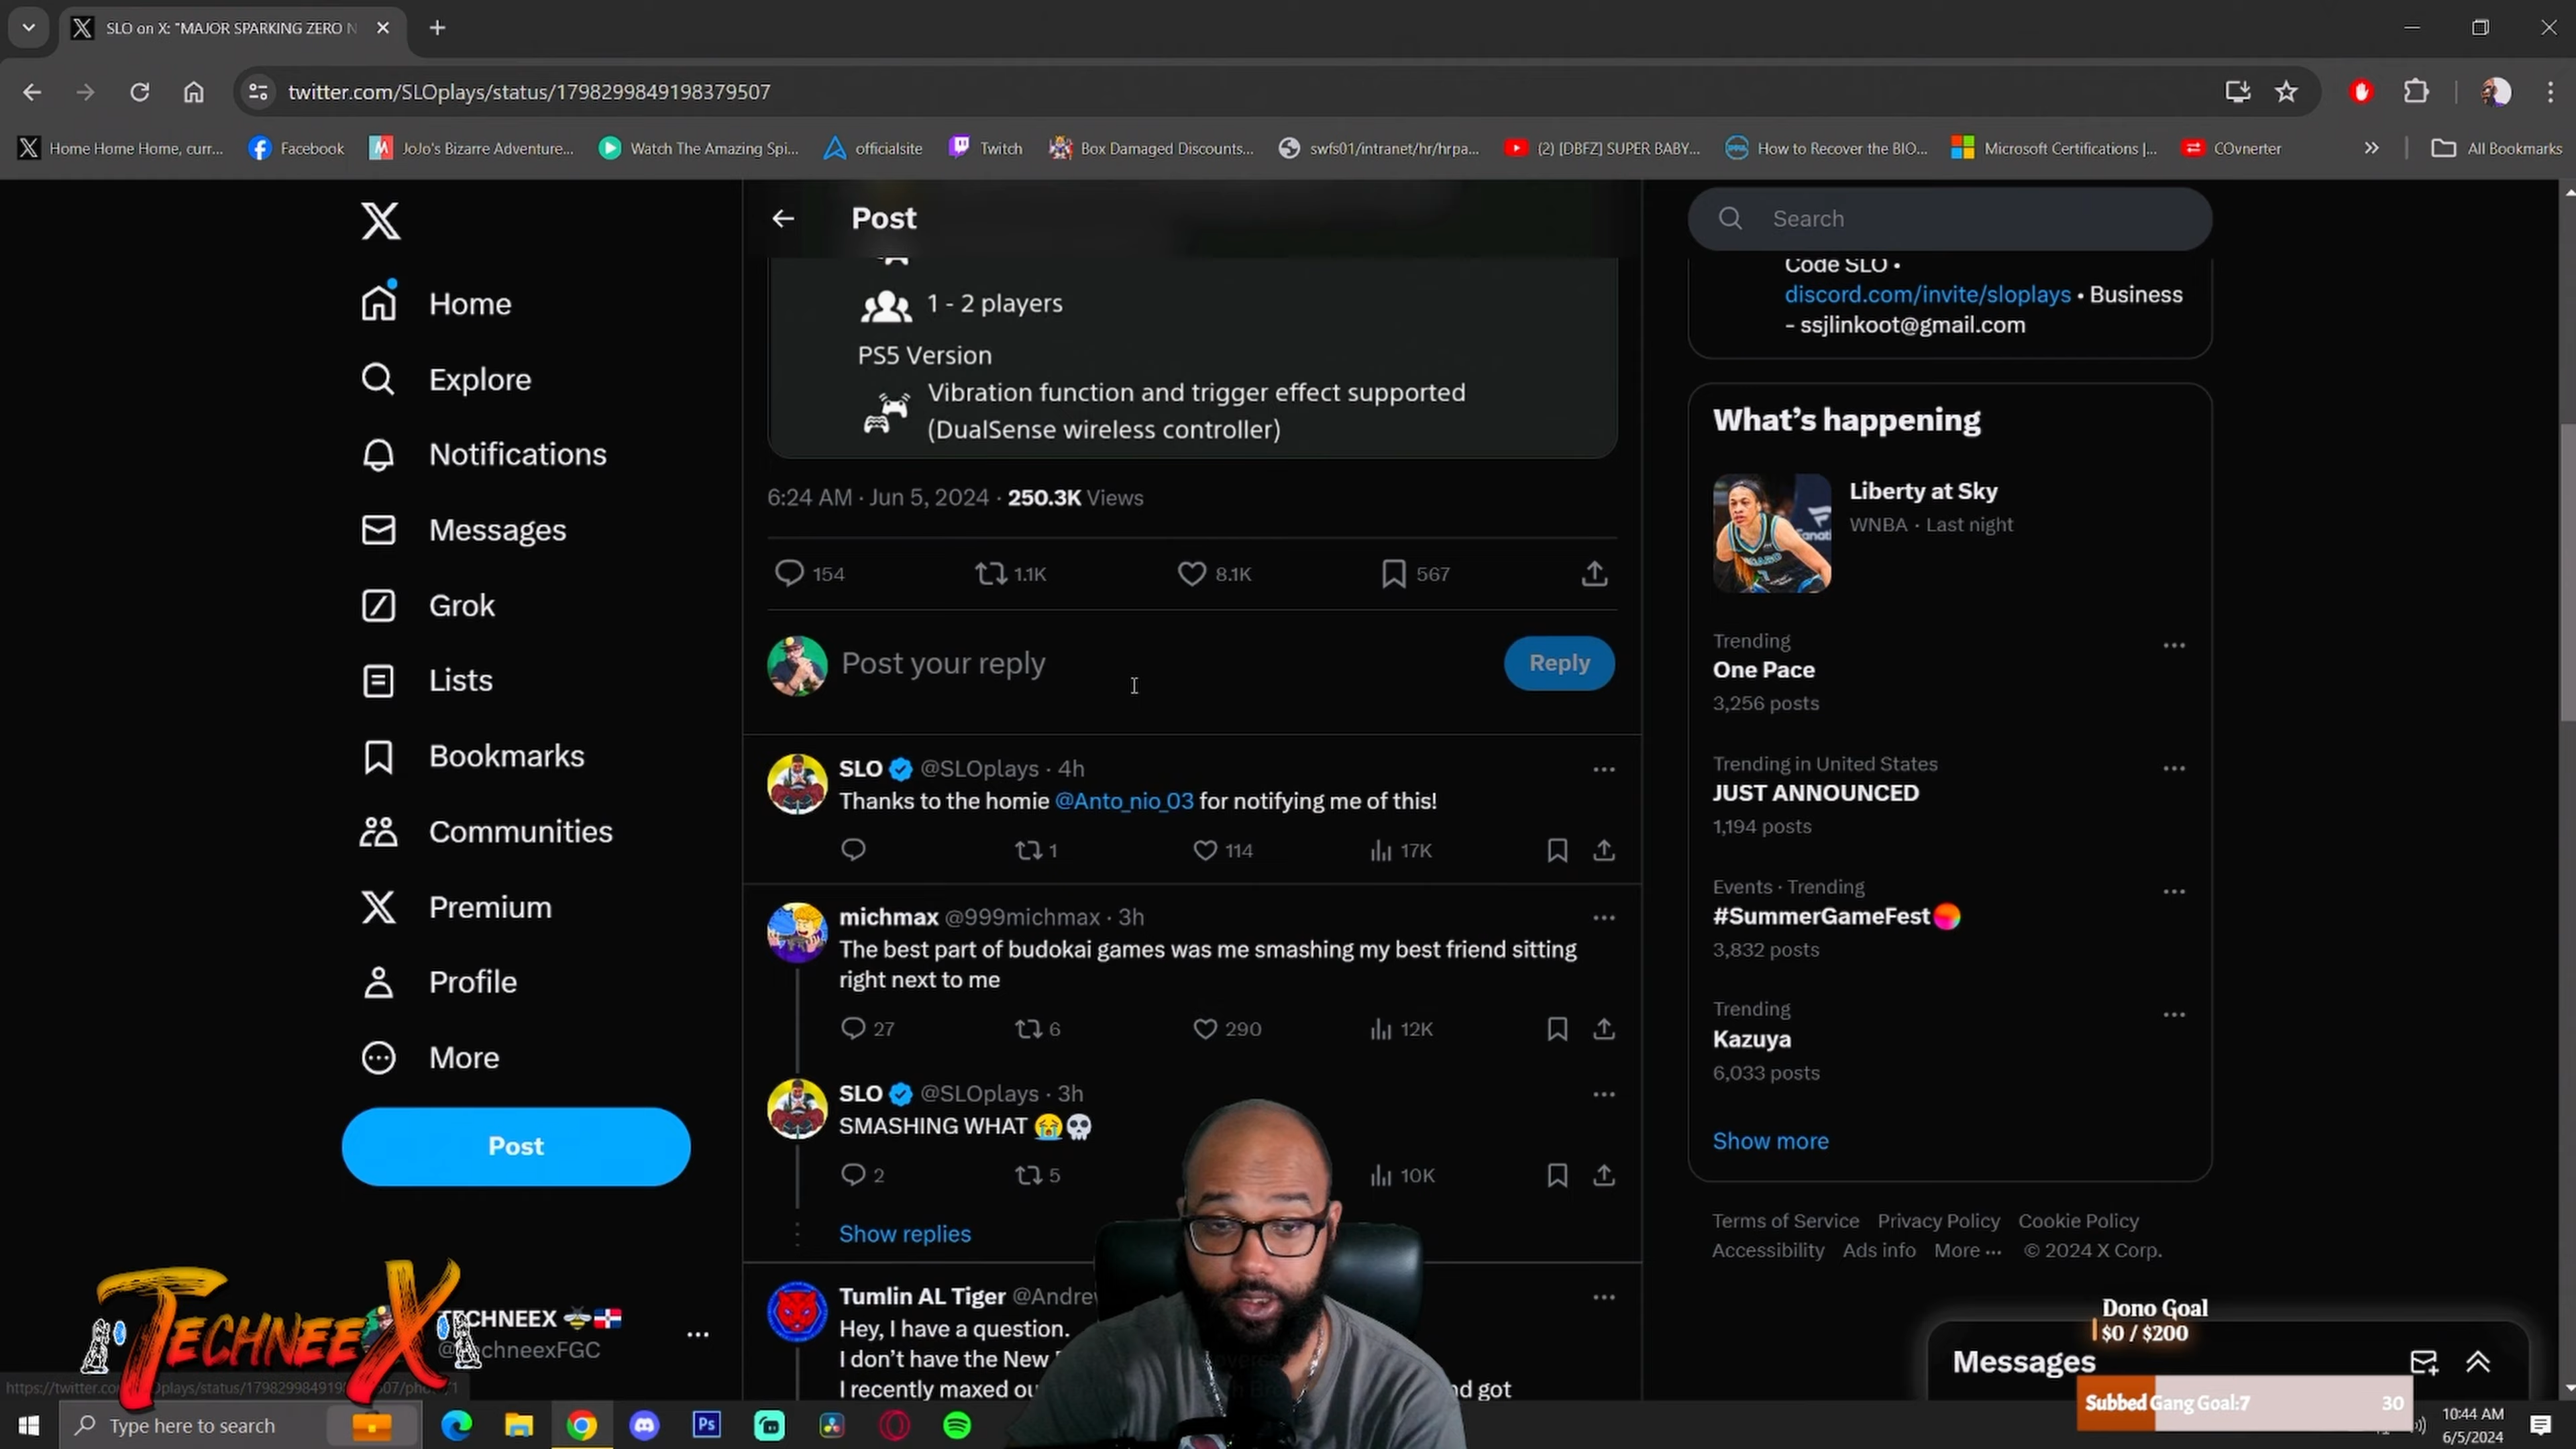 SLO on X: "MAJOR SPARKING ZERO N
twitter.com/SLOplays/status/1798299849198379507
Home Home Home, curr...
Facebook
JoJo's Bizarre Adventure...
Watch The Amazing Spi...
officialsite
Twitch
Box Damaged Discounts...
swfs01/intranet/hr/hrpa...
(2) [DBFZ] SUPER BABY...
How to Recover the BIO...
Microsoft Certifications |...
COnverter
All Bookmarks
Home
Explore
Notifications
Messages
Grok
Lists
Bookmarks
Communities
Premium
Profile
More
Post
TECHNEEX
TECHNEEX
Post
1 - 2 players
PS5 Version
Vibration function and trigger effect supported
(DualSense wireless controller)
6:24 AM · Jun 5, 2024 · 250.3K Views
154
1.1K
8.1K
567
Post your reply
Reply
SLO @SLOplays · 4h
Thanks to the homie @Anto_nio_03 for notifying me of this!
1
114
17K
michmax @999michmax · 3h
The best part of budokai games was me smashing my best friend sitting
right next to me
27
6
290
12K
SLO @SLOplays · 3h
SMASHING WHAT 😭💀
2
5
10K
Show replies
Tumlin AL Tiger
Hey, I have a question.
I don't have the New
I recently maxed
got
Search
Code SLO •
discord.com/invite/sloplays • Business
- ssjlinkoot@gmail.com
What's happening
Liberty at Sky
WNBA · Last night
Trending
One Pace
3,256 posts
Trending in United States
JUST ANNOUNCED
1,194 posts
Events · Trending
#SummerGameFest
3,832 posts
Trending
Kazuya
6,033 posts
Show more
Terms of Service Privacy Policy Cookie Policy
Accessibility Ads info More ··· © 2024 X Corp.
Dono Goal
$0 / $200
Messages
Subbed Gang Goal:7
30
Type here to search
Ps
10:44 AM
6/5/2024